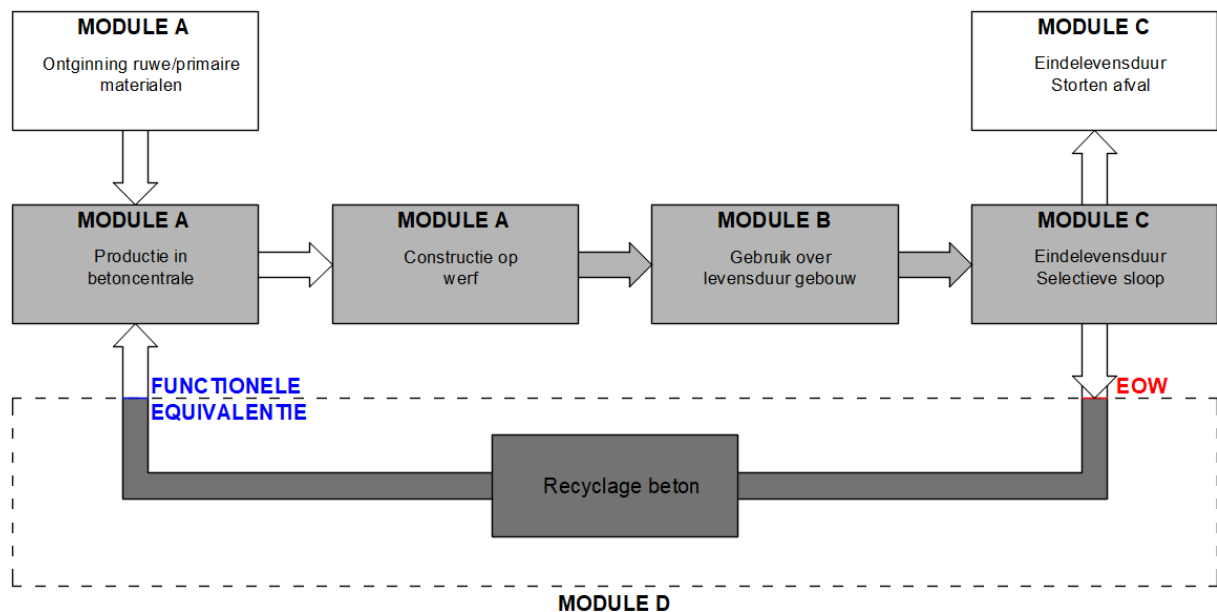 MODULE A
Ontginning ruwe/primaire
materialen
MODULE C
Eindelevensduur
Storten afval
MODULE A
Productie in
betoncentrale
MODULE A
Constructie op
werf
MODULE B
Gebruik over
levensduur gebouw
MODULE C
Eindelevensduur
Selectieve sloop
FUNCTIONELE
EQUIVALENTIE
EOW
Recyclage beton
MODULE D